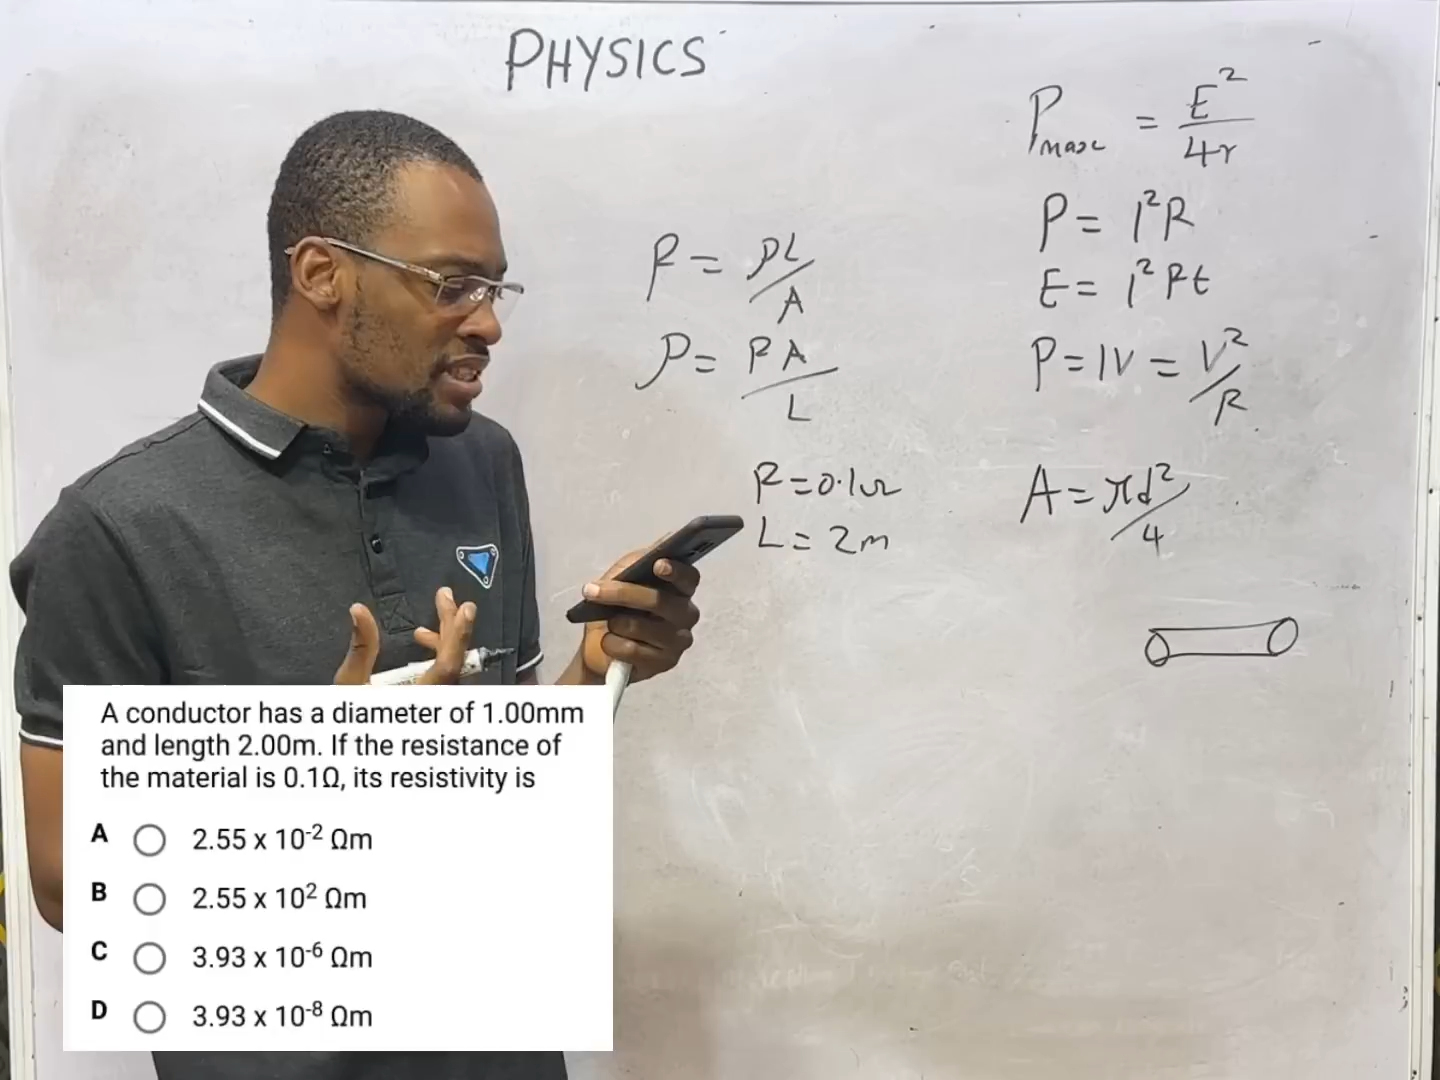 PHYSICS
Pmax = E²/4r
P = I²R
E = I²Rt
P = IV = V²/R
R = ρL/A
ρ = RA/L
R = 0.1Ω
L = 2m
A = πd²/4
A conductor has a diameter of 1.00mm
and length 2.00m. If the resistance of
the material is 0.1Ω, its resistivity is
A 2.55 x 10⁻² Ωm
B 2.55 x 10² Ωm
C 3.93 x 10⁻⁶ Ωm
D 3.93 x 10⁻⁸ Ωm